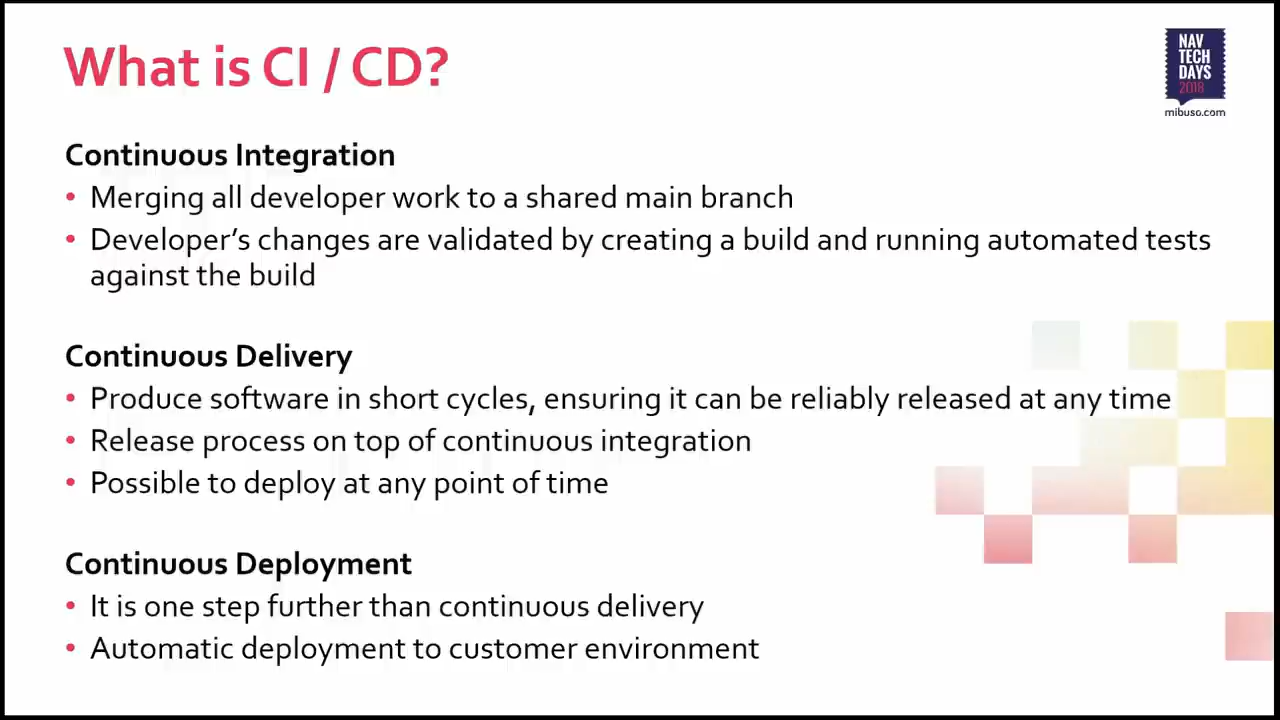 What is CI / CD?
NAV
TECH
DAYS
2018
mibuso.com
Continuous Integration
• Merging all developer work to a shared main branch
• Developer’s changes are validated by creating a build and running automated tests
against the build
Continuous Delivery
• Produce software in short cycles, ensuring it can be reliably released at any time
• Release process on top of continuous integration
• Possible to deploy at any point of time
Continuous Deployment
• It is one step further than continuous delivery
• Automatic deployment to customer environment